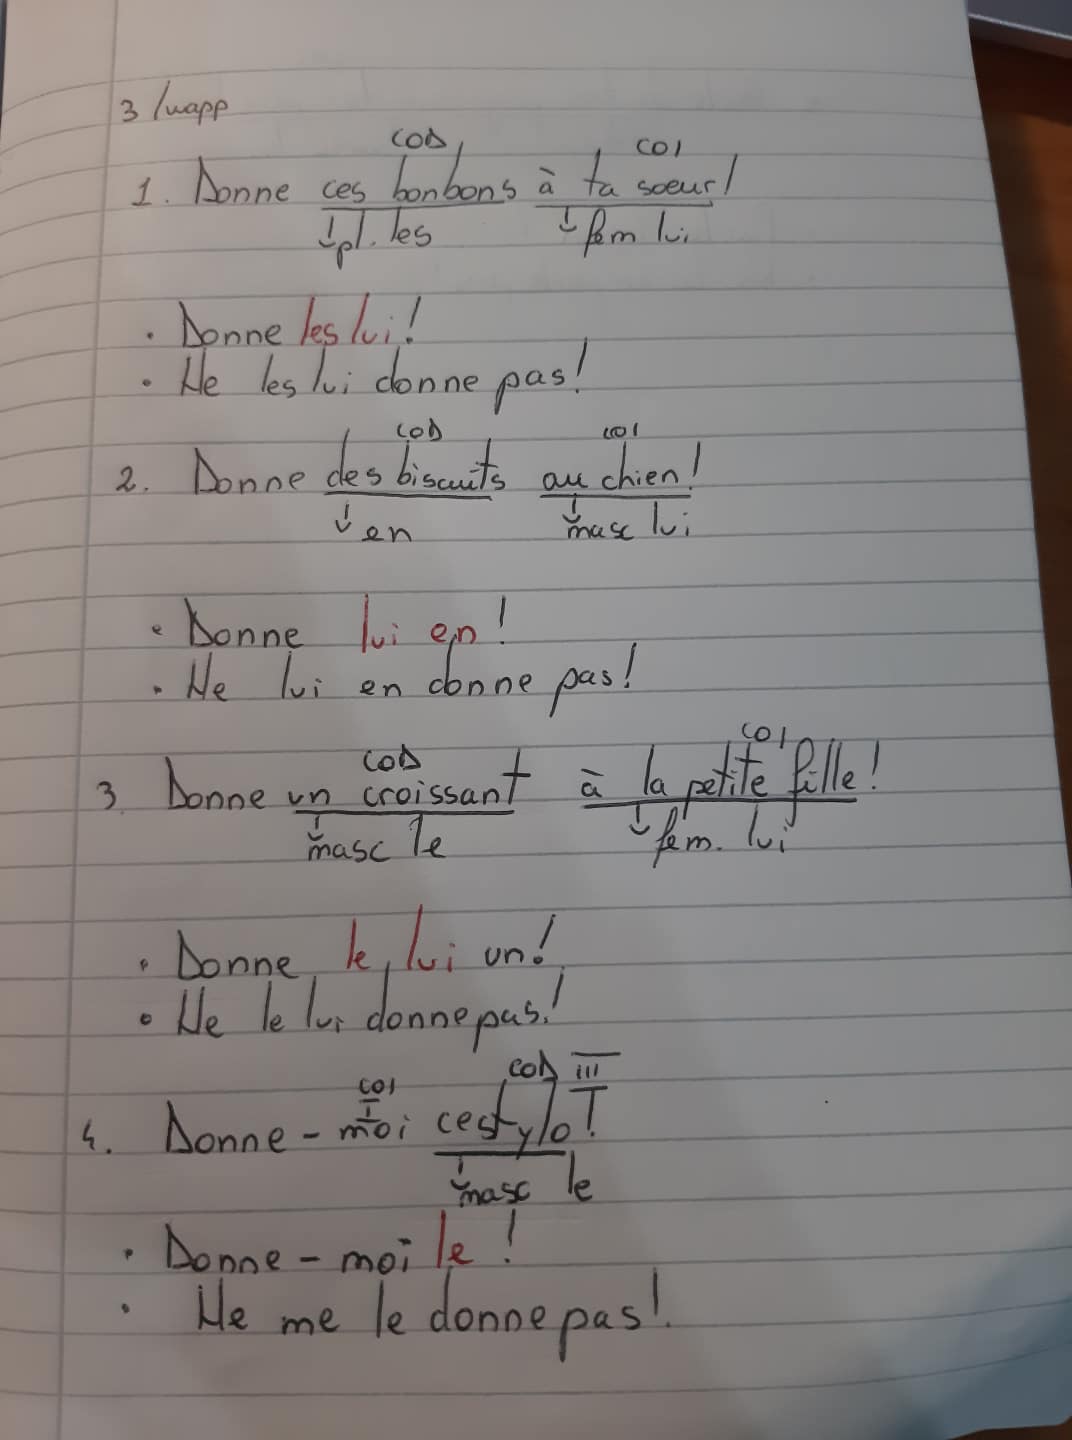 3 /wapp
COD COI
1. Donne ces bonbons à ta soeur!
↓pl. les ↓ fem lui
• Donne les lui!
• Ne les lui donne pas!
COD COI
2. Donne des biscuits au chien!
↓ en ↓ masc lui
• Donne lui en!
• Ne lui en donne pas!
COD COI
3 Donne un croissant à la petite fille!
↓ masc le ↓ fem. lui
• Donne le, lui un!
• Ne le lui donne pas!
COI COD III
4. Donne-moi ce stylo!
↓ masc le
• Donne-moi le!
• Ne me le donne pas!